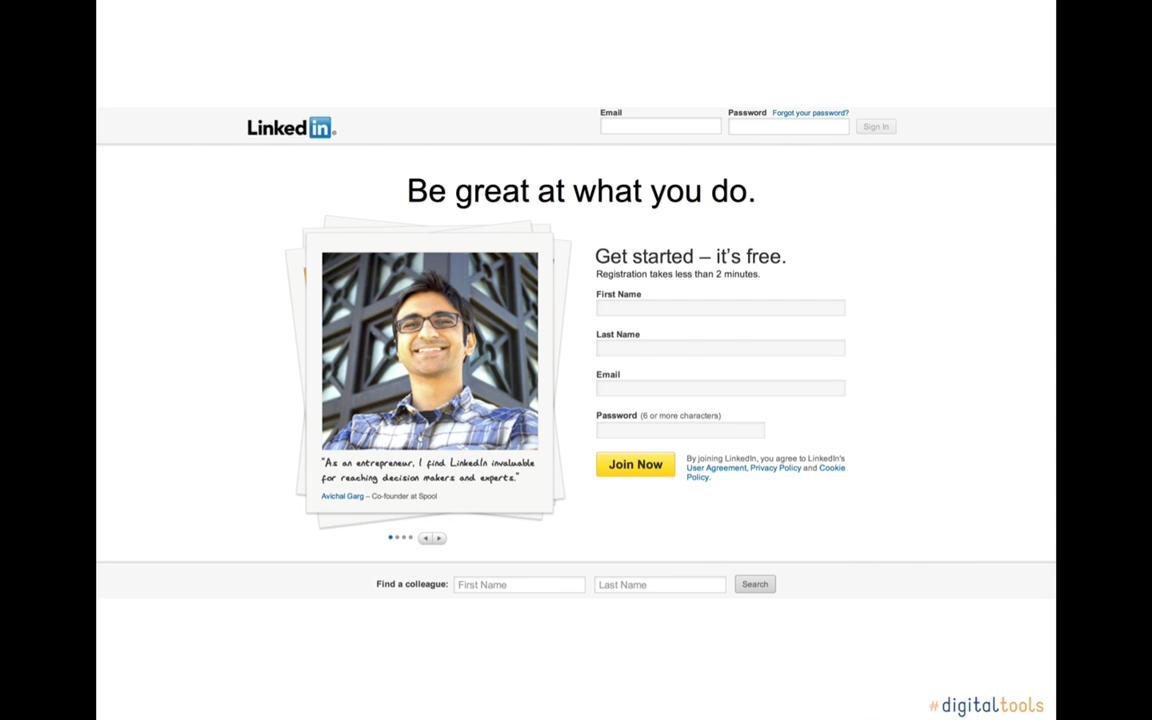 Linked in.
Email
Password Forgot your password?
Sign In
Be great at what you do.
"As an entrepreneur, I find LinkedIn invaluable
for reaching decision makers and experts."
Avichal Garg – Co-founder at Spool
Get started – it's free.
Registration takes less than 2 minutes.
First Name
Last Name
Email
Password (6 or more characters)
Join Now
By joining LinkedIn, you agree to LinkedIn's
User Agreement, Privacy Policy and Cookie
Policy.
Find a colleague: First Name Last Name Search
#digitaltools